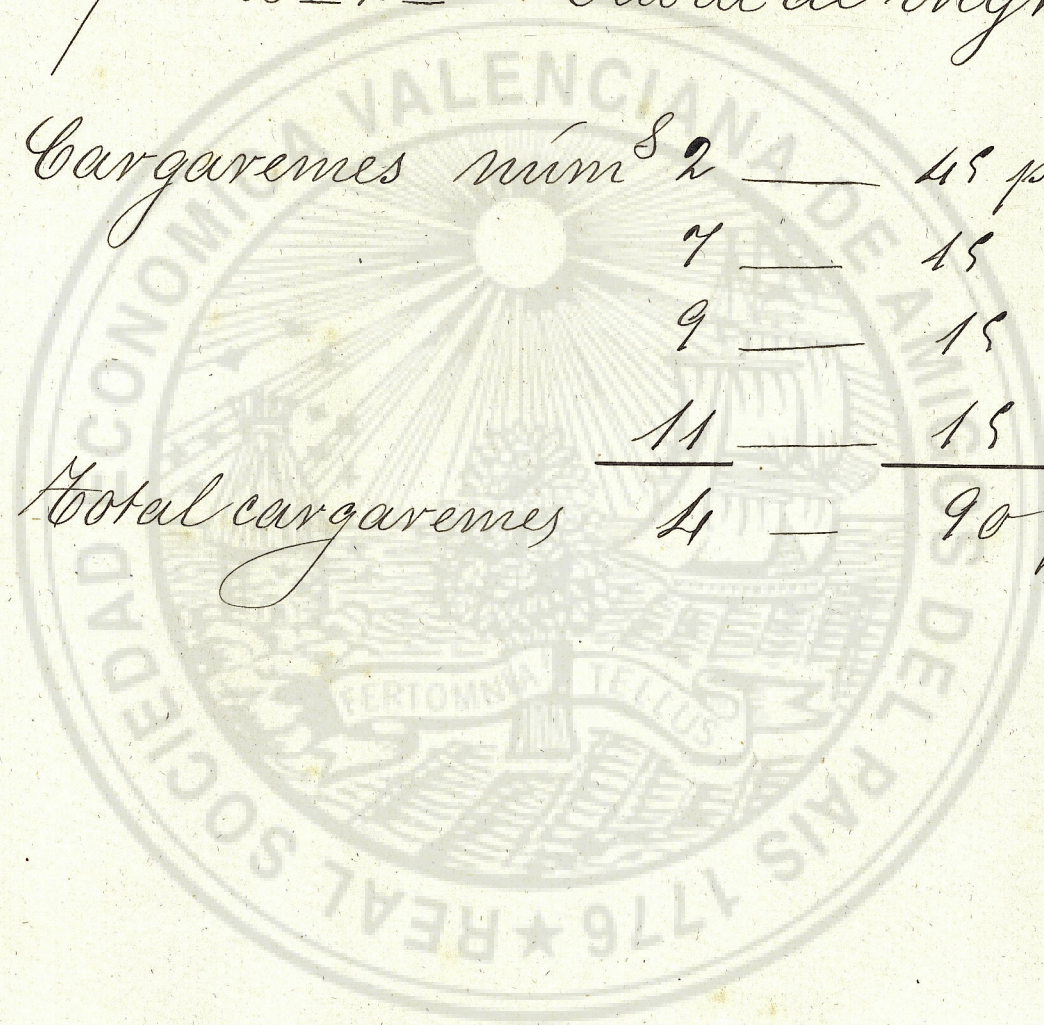 Cargaremes núms 2 — 45 p
7 — 15
9 — 15
11 — 15
Total cargaremes 4 — 90
REAL SOCIEDAD ECONOMICA VALENCIANA DE AMIGOS DEL PAIS 1776 ★
FERT OMNIA TELLUS